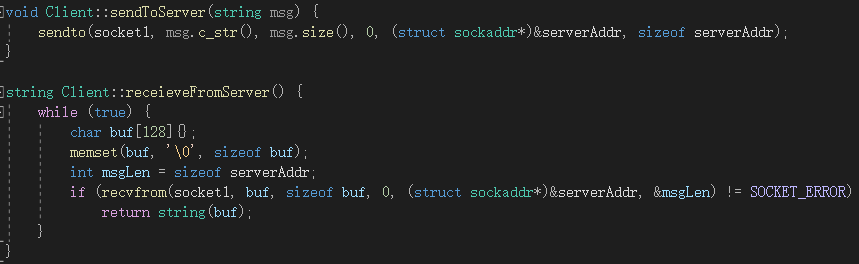 void Client::sendToServer(string msg) {
sendto(socket1, msg.c_str(), msg.size(), 0, (struct sockaddr*)&serverAddr, sizeof serverAddr);
}
string Client::receieveFromServer() {
while (true) {
char buf[128]{};
memset(buf, '\0', sizeof buf);
int msgLen = sizeof serverAddr;
if (recvfrom(socket1, buf, sizeof buf, 0, (struct sockaddr*)&serverAddr, &msgLen) != SOCKET_ERROR)
return string(buf);
}
}